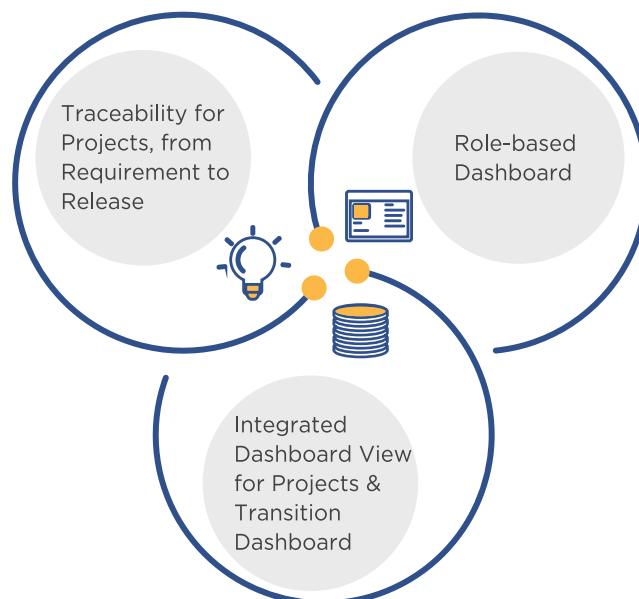 Traceability for
Projects, from
Requirement to
Release
Role-based
Dashboard
Integrated
Dashboard View
for Projects &
Transition
Dashboard